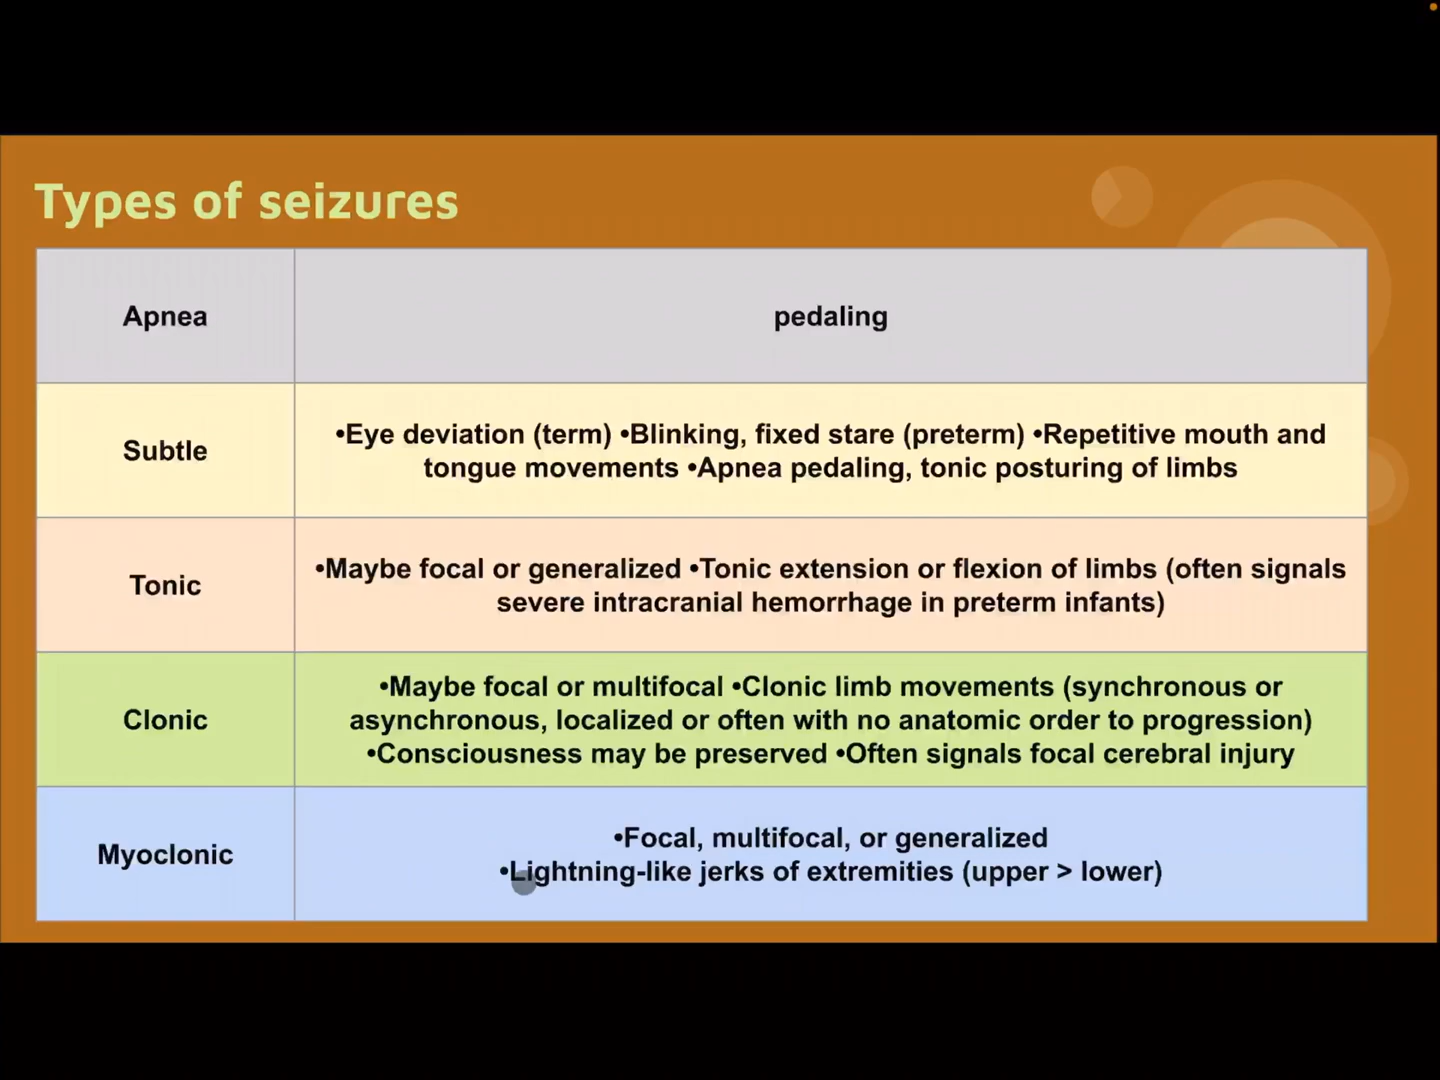 Types of seizures
Apnea
pedaling
Subtle
•Eye deviation (term) •Blinking, fixed stare (preterm) •Repetitive mouth and
tongue movements •Apnea pedaling, tonic posturing of limbs
Tonic
•Maybe focal or generalized •Tonic extension or flexion of limbs (often signals
severe intracranial hemorrhage in preterm infants)
Clonic
•Maybe focal or multifocal •Clonic limb movements (synchronous or
asynchronous, localized or often with no anatomic order to progression)
•Consciousness may be preserved •Often signals focal cerebral injury
Myoclonic
•Focal, multifocal, or generalized
•Lightning-like jerks of extremities (upper > lower)